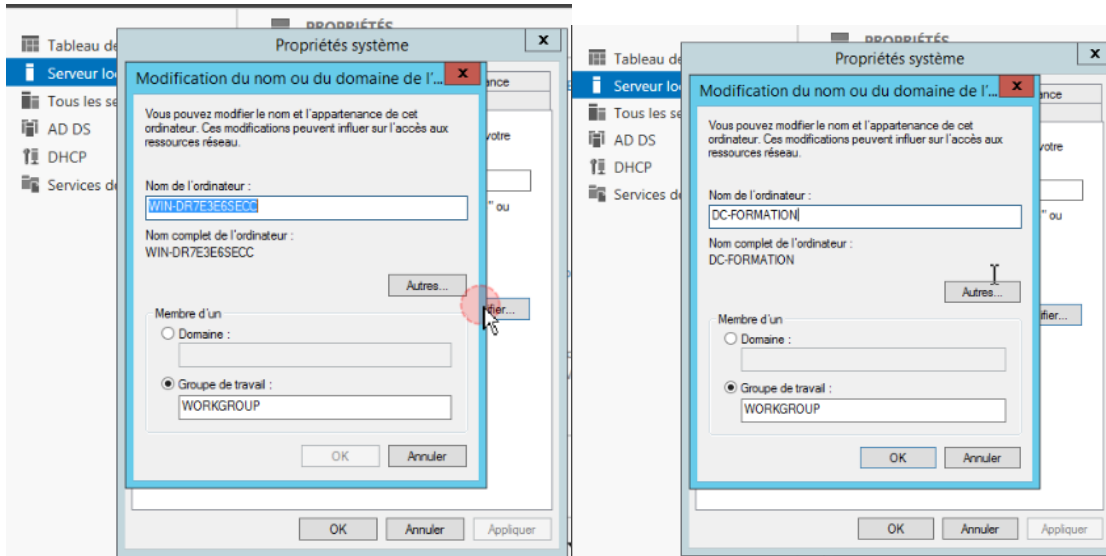 PROPRIÉTÉS
Tableau de
Serveur lo
Tous les se
AD DS
DHCP
Services d
Propriétés système
x
Modification du nom ou du domaine de l'...
x
ance
Vous pouvez modifier le nom et l'appartenance de cet
ordinateur. Ces modifications peuvent influer sur l'accès aux
ressources réseau.
votre
Nom de l'ordinateur :
WIN-DR7E3E6SECC
" ou
Nom complet de l'ordinateur :
WIN-DR7E3E6SECC
Autres...
ifier...
Membre d'un
Domaine :
Groupe de travail :
WORKGROUP
OK
Annuler
OK
Annuler
Appliquer
PROPRIÉTÉS
Tableau de
Serveur lo
Tous les se
AD DS
DHCP
Services de
Propriétés système
x
Modification du nom ou du domaine de l'...
x
ance
Vous pouvez modifier le nom et l'appartenance de cet
ordinateur. Ces modifications peuvent influer sur l'accès aux
ressources réseau.
votre
Nom de l'ordinateur :
DC-FORMATION
" ou
Nom complet de l'ordinateur :
DC-FORMATION
Autres...
ifier...
Membre d'un
Domaine :
Groupe de travail :
WORKGROUP
OK
Annuler
OK
Annuler
Appliquer